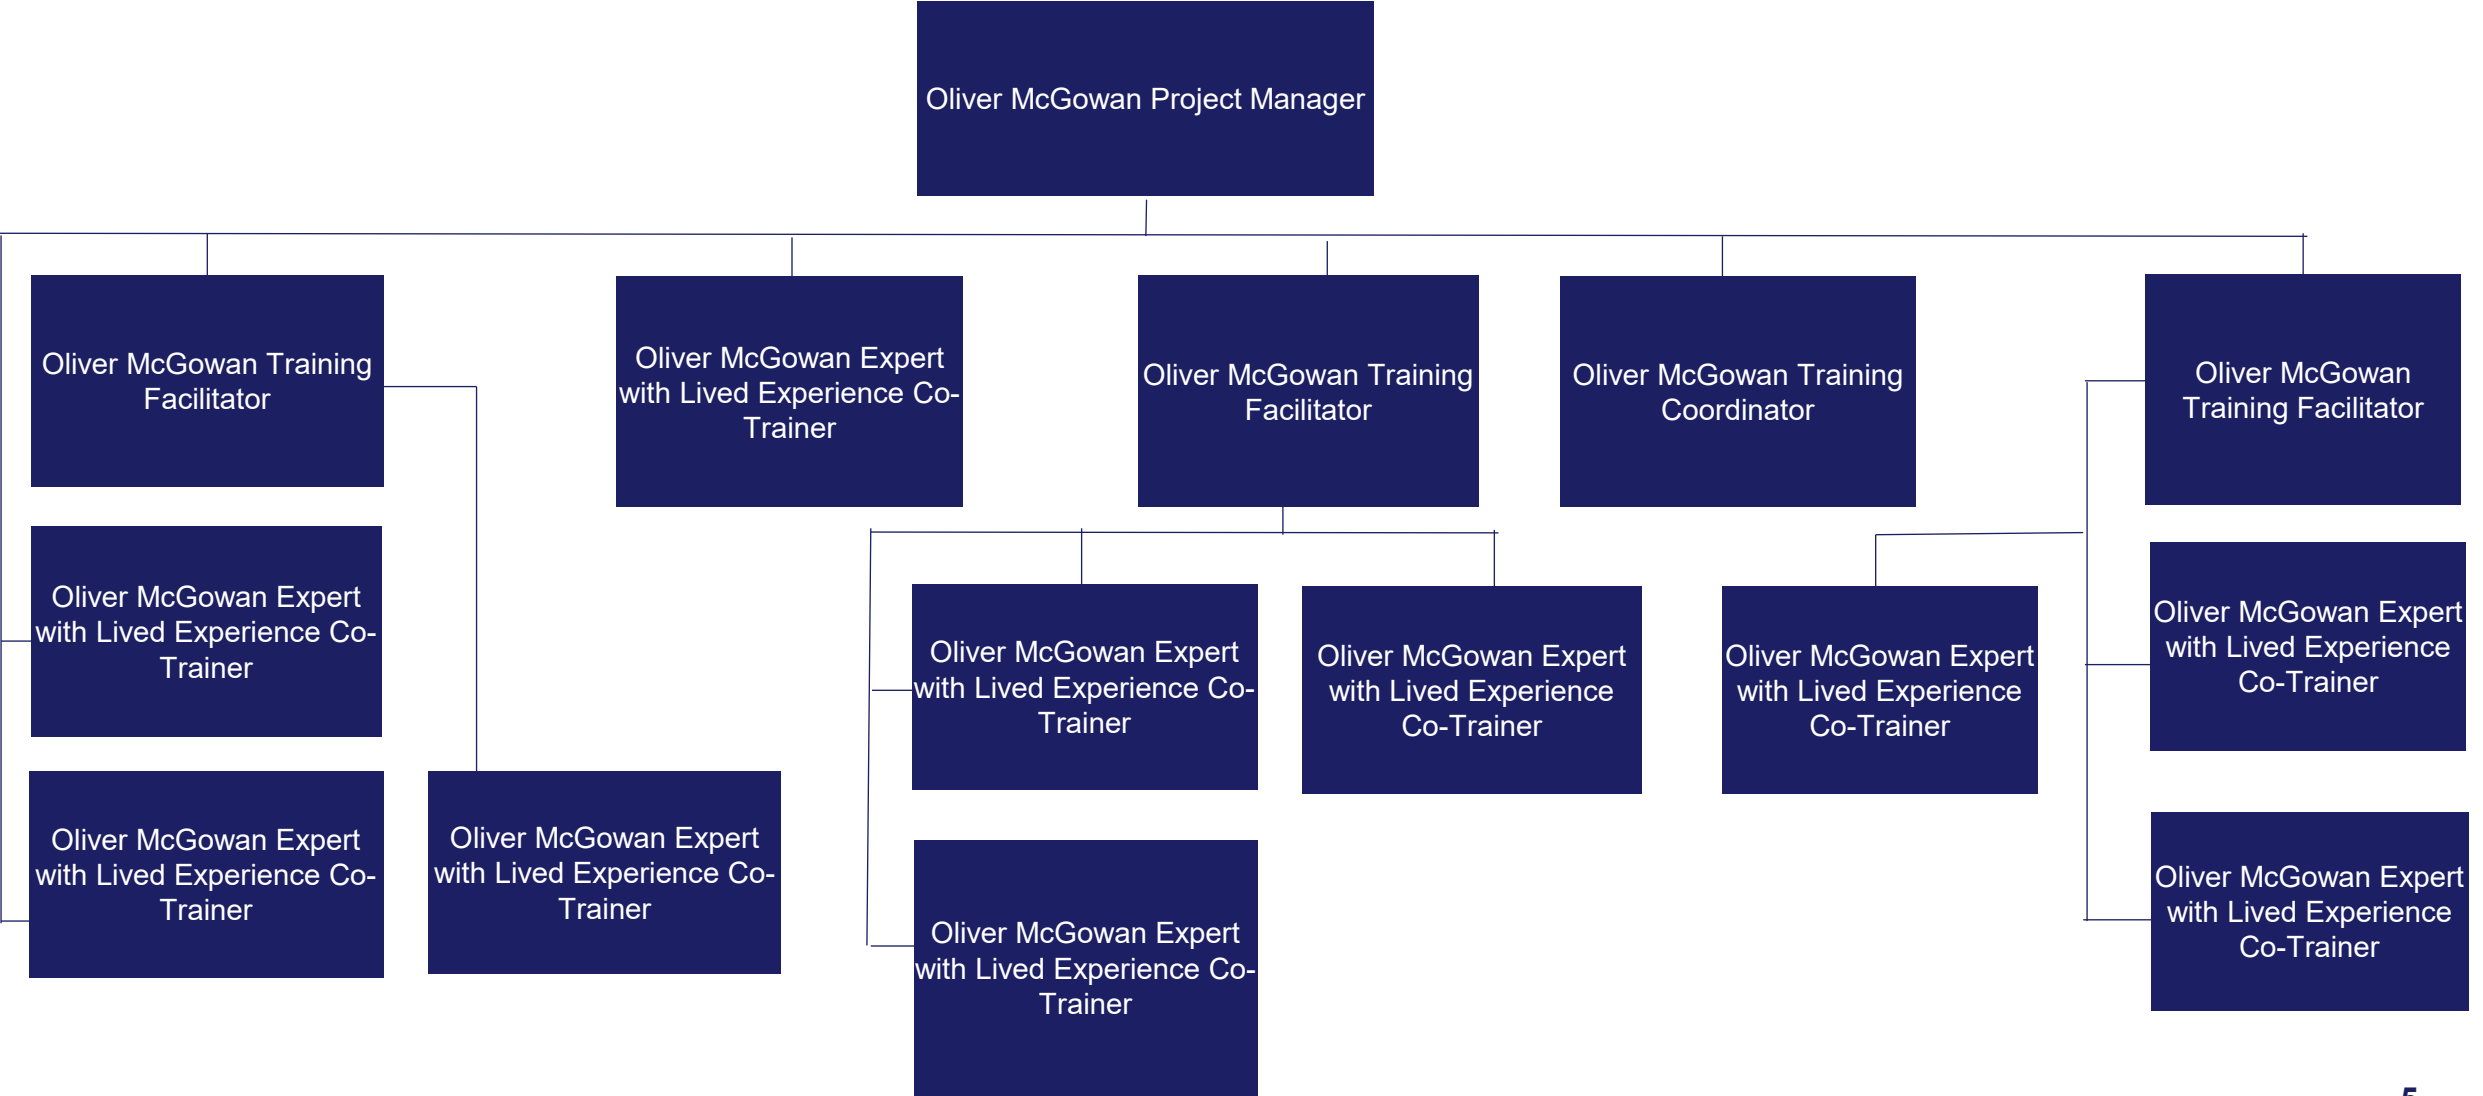 Oliver McGowan Project Manager
Oliver McGowan Training
Facilitator
Oliver McGowan Expert
with Lived Experience Co-
Trainer
Oliver McGowan Training
Facilitator
Oliver McGowan Training
Coordinator
Oliver McGowan
Training Facilitator
Oliver McGowan Expert
with Lived Experience Co-
Trainer
Oliver McGowan Expert
with Lived Experience Co-
Trainer
Oliver McGowan Expert
with Lived Experience
Co-Trainer
Oliver McGowan Expert
with Lived Experience
Co-Trainer
Oliver McGowan Expert
with Lived Experience
Co-Trainer
Oliver McGowan Expert
with Lived Experience Co-
Trainer
Oliver McGowan Expert
with Lived Experience Co-
Trainer
Oliver McGowan Expert
with Lived Experience Co-
Trainer
Oliver McGowan Expert
with Lived Experience
Co-Trainer